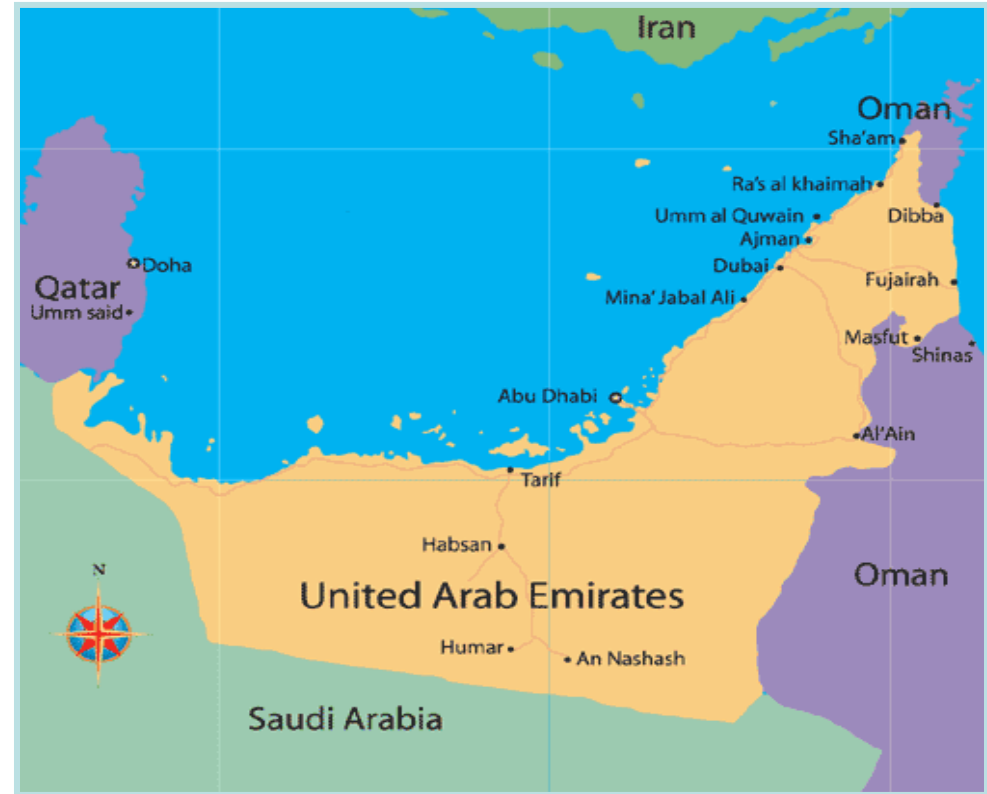 Iran
Oman
Sha'am
Ra's al khaimah
Umm al Quwain
Dibba
Ajman
Doha
Dubai
Qatar
Fujairah
Mina' Jabal Ali
Umm said
Masfut
Shinas
Abu Dhabi
Al'Ain
Tarif
Habsan
N
Oman
United Arab Emirates
Humar
An Nashash
Saudi Arabia